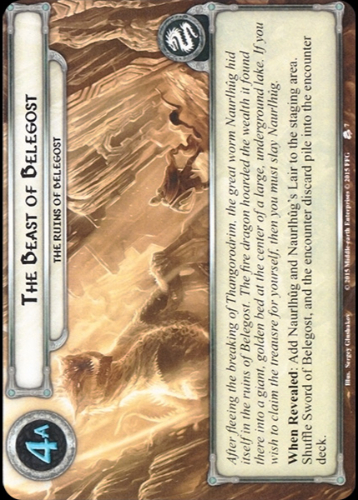 4A
The Beast of Belegost
The Ruins of Belegost
After fleeing the breaking of Thangorodrim, the great worm Naurlhûg hid
itself in the ruins of Belegost. The fire dragon hoarded the wealth it found
there into a giant, golden bed at the center of a large, underground lake. If you
wish to claim the treasure for yourself, then you must slay Naurlhûg.
When Revealed: Add Naurlhûg and Naurlhûg's Lair to the staging area.
Shuffle Sword of Belegost, and the encounter discard pile into the encounter
deck.
Illus. Sergey Glushakov © 2015 Middle-earth Enterprises © 2015 FFG 7